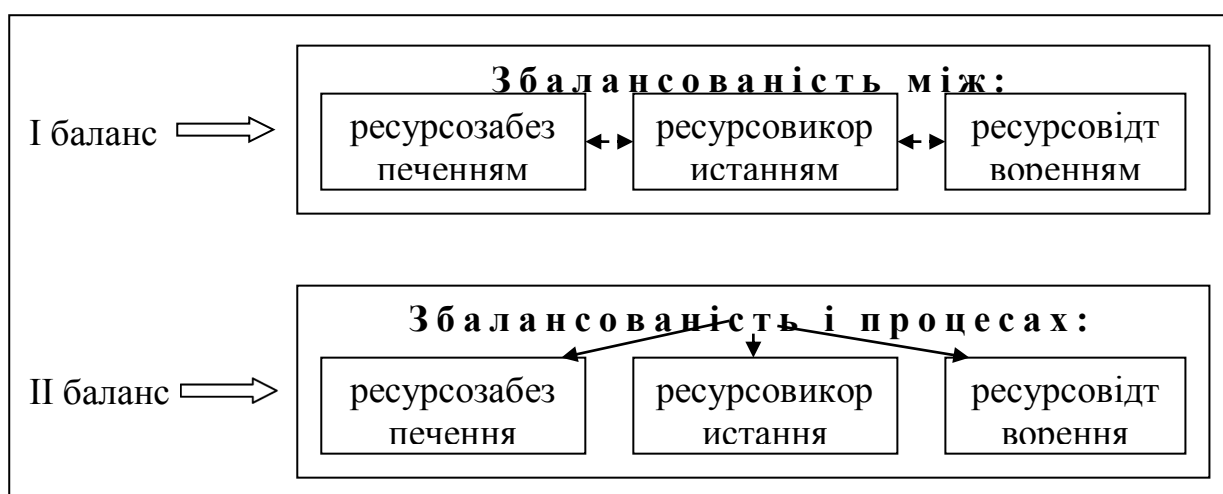 Збалансованість між:
І баланс
ресурсозабез
печенням
ресурсовикор
истанням
ресурсовідт
воренням
Збалансованість і процесах:
ІІ баланс
ресурсозабез
печення
ресурсовикор
истання
ресурсовідт
ворення